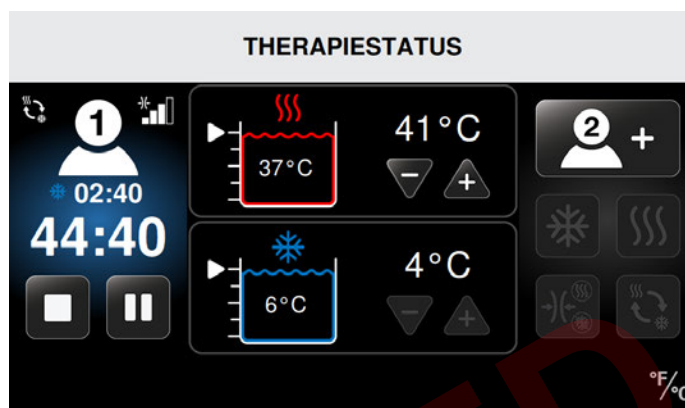 THERAPIESTATUS
1
02:40
44:40
37°C
41°C
− +
6°C
4°C
− +
2 +
°F/°C